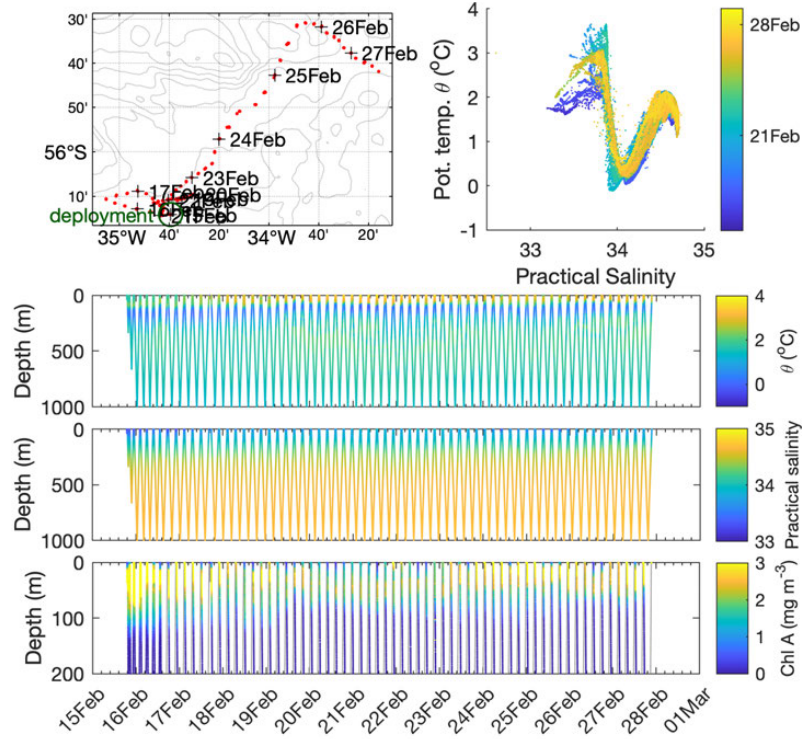 30'
40'
50'
56°S
10'
35°W
40'
20'
34°W
40'
20'
26Feb
27Feb
25Feb
24Feb
23Feb
17Feb
20Feb
16Feb
21Feb
deployment
4
3
2
1
0
-1
33
34
35
Pot. temp. θ (°C)
Practical Salinity
28Feb
21Feb
0
500
1000
Depth (m)
4
2
0
θ (°C)
0
500
1000
Depth (m)
35
34
33
Practical salinity
0
100
200
Depth (m)
3
2
1
0
Chl A (mg m⁻³)
15Feb
16Feb
17Feb
18Feb
19Feb
20Feb
21Feb
22Feb
23Feb
24Feb
25Feb
26Feb
27Feb
28Feb
01Mar